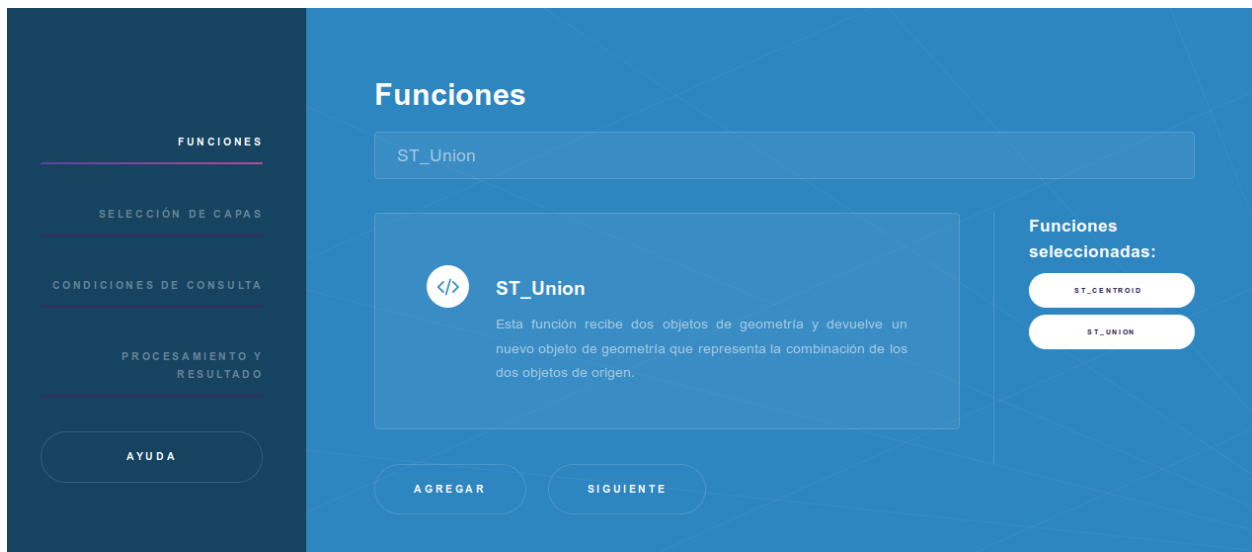 FUNCIONES
SELECCIÓN DE CAPAS
CONDICIONES DE CONSULTA
PROCESAMIENTO Y
RESULTADO
AYUDA
Funciones
ST_Union
</>
ST_Union
Esta función recibe dos objetos de geometría y devuelve un
nuevo objeto de geometría que representa la combinación de los
dos objetos de origen.
AGREGAR
SIGUIENTE
Funciones
seleccionadas:
ST_CENTROID
ST_UNION